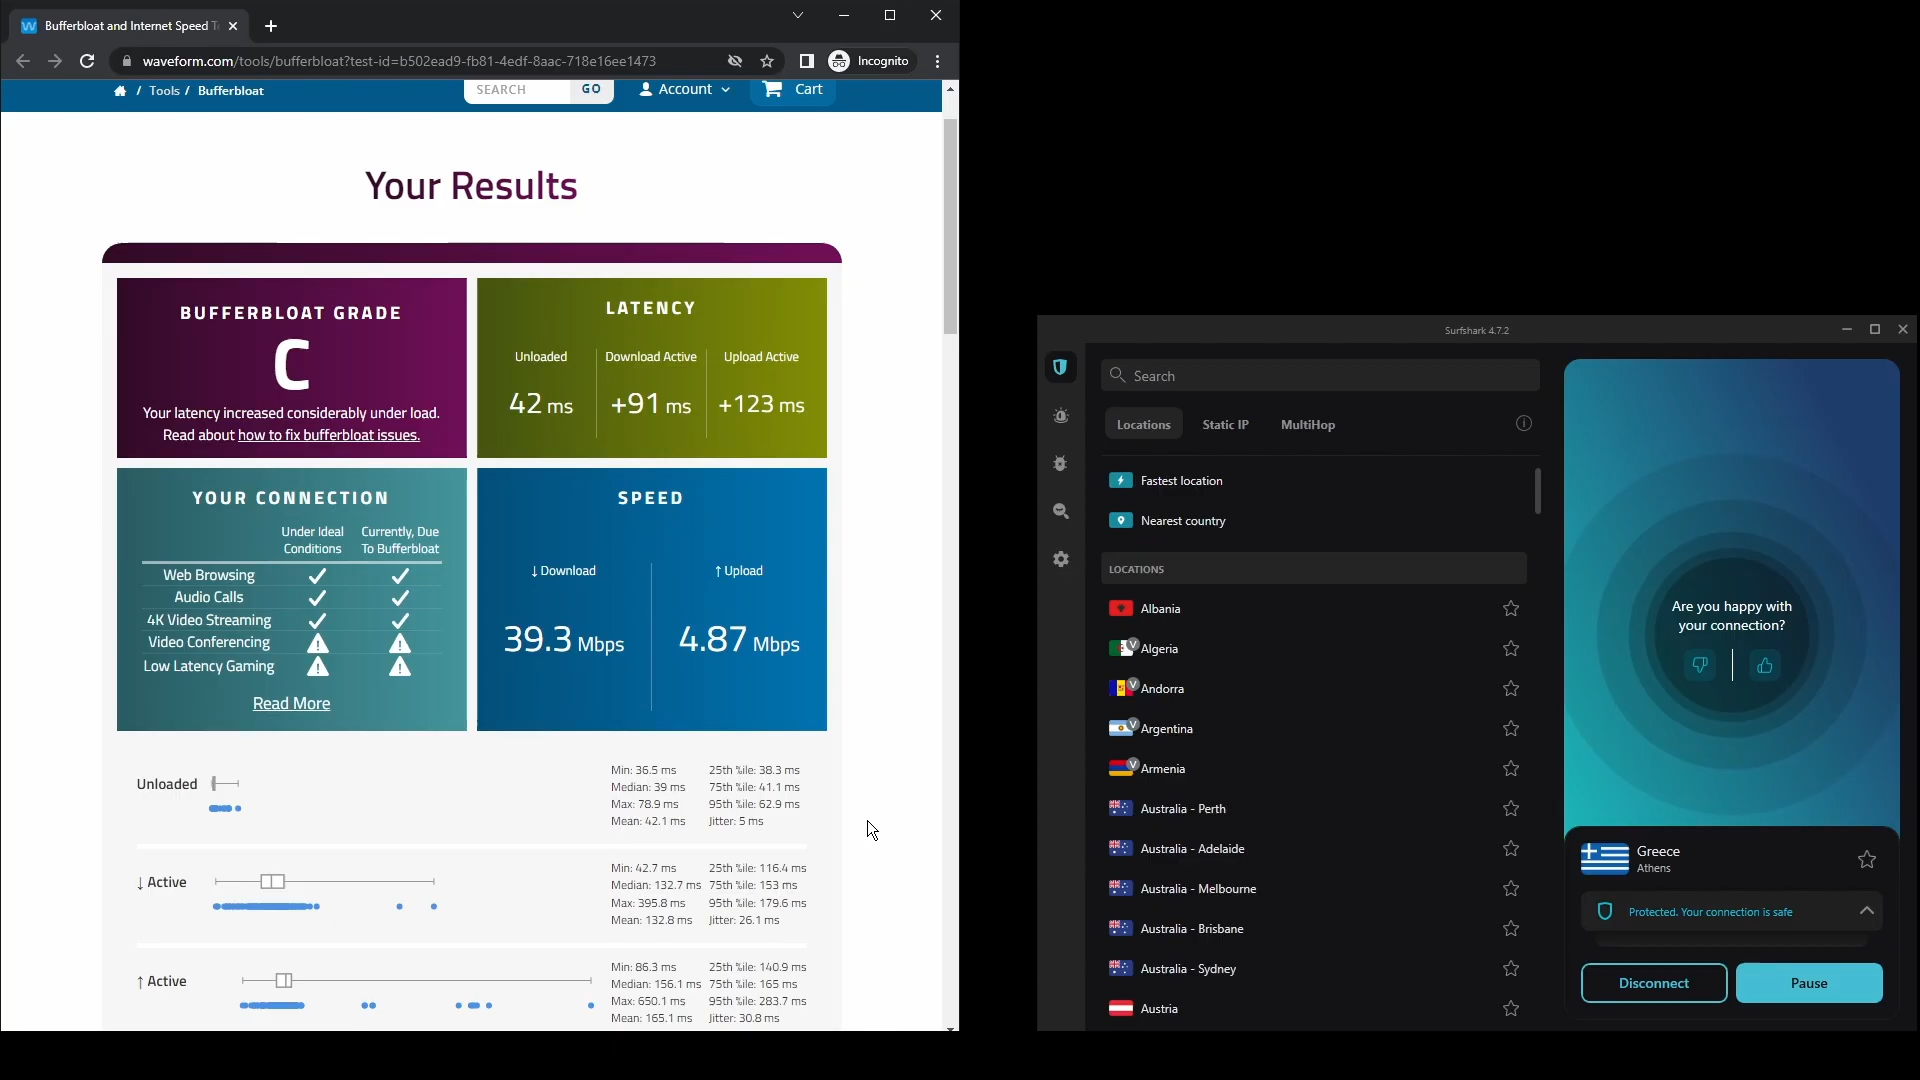 Bufferbloat and Internet Speed T
waveform.com/tools/bufferbloat?test-id=b502ead9-fb81-4edf-8aac-718e16ee1473
Incognito
/ Tools / Bufferbloat
SEARCH
GO
Account
Cart
Your Results
BUFFERBLOAT GRADE
C
Your latency increased considerably under load.
Read about how to fix bufferbloat issues.
LATENCY
Unloaded
Download Active
Upload Active
42 ms
+91 ms
+123 ms
YOUR CONNECTION
Under Ideal Conditions
Currently, Due To Bufferbloat
Web Browsing
Audio Calls
4K Video Streaming
Video Conferencing
Low Latency Gaming
Read More
SPEED
↓ Download
↑ Upload
39.3 Mbps
4.87 Mbps
Unloaded
Min: 36.5 ms 25th %ile: 38.3 ms
Median: 39 ms 75th %ile: 41.1 ms
Max: 78.9 ms 95th %ile: 62.9 ms
Mean: 42.1 ms Jitter: 5 ms
↓ Active
Min: 42.7 ms 25th %ile: 116.4 ms
Median: 132.7 ms 75th %ile: 153 ms
Max: 395.8 ms 95th %ile: 179.6 ms
Mean: 132.8 ms Jitter: 26.1 ms
↑ Active
Min: 86.3 ms 25th %ile: 140.9 ms
Median: 156.1 ms 75th %ile: 165 ms
Max: 650.1 ms 95th %ile: 283.7 ms
Mean: 165.1 ms Jitter: 30.8 ms
Surfshark 4.7.2
Search
Locations
Static IP
MultiHop
Fastest location
Nearest country
LOCATIONS
Albania
V Algeria
V Andorra
V Argentina
V Armenia
Australia - Perth
Australia - Adelaide
Australia - Melbourne
Australia - Brisbane
Australia - Sydney
Austria
Are you happy with
your connection?
Greece
Athens
Protected. Your connection is safe
Disconnect
Pause